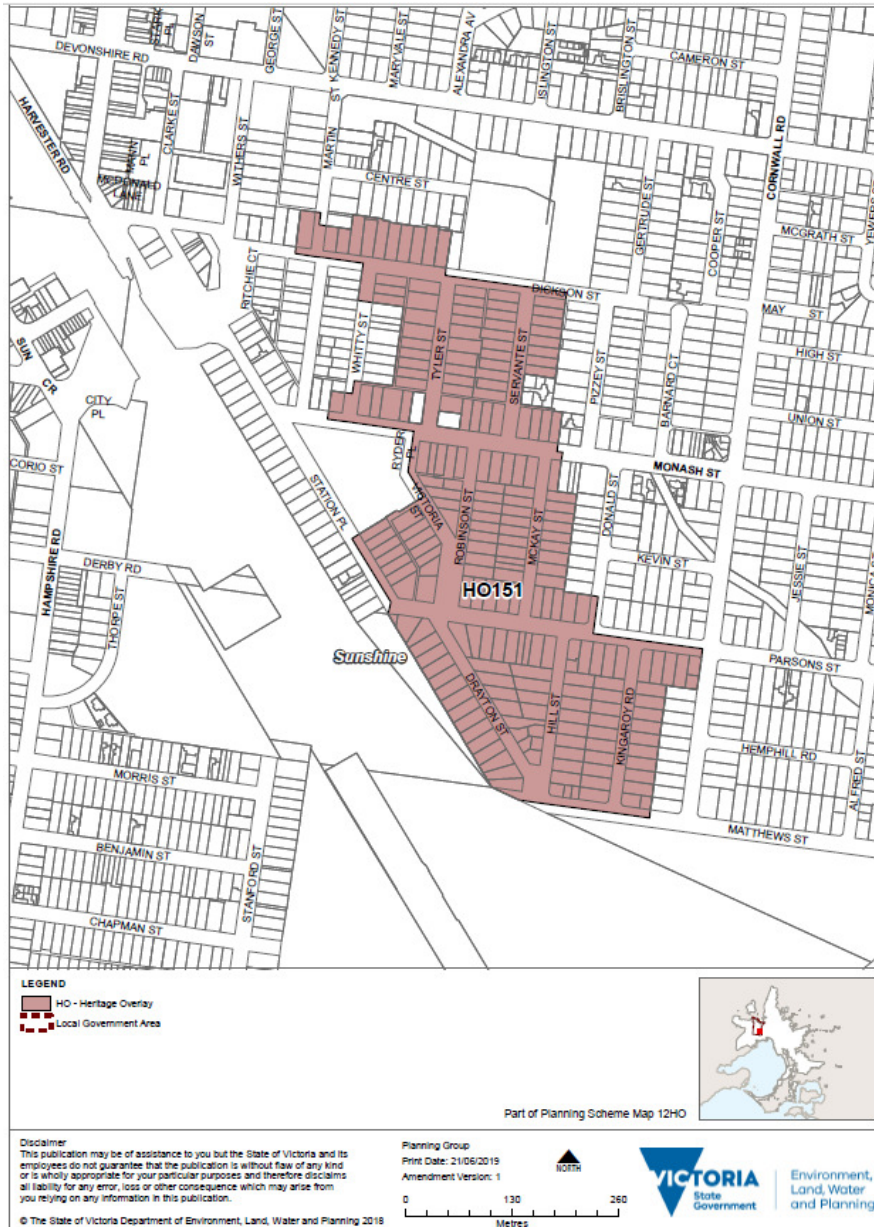 STARK PL
DAWSON ST
GEORGE ST
KENNEDY ST
MARYVALE ST
ALEXANDRA AV
ISLINGTON ST
BRISLINGTON ST
DEVONSHIRE RD
CAMERON ST
HARVESTER RD
CLARKE ST
MANN PL
MCDONALD LANE
WITHERS ST
MARTIN ST
CENTRE ST
CORNWALL RD
GERTRUDE ST
COOPER ST
MCGRATH ST
RITCHIE CT
DICKSON ST
MAY ST
WHITTY ST
TYLER ST
SERVANTE ST
PIZZEY ST
BARNARD CT
HIGH ST
SUN CR
CITY PL
UNION ST
CORIO ST
RYDER PL
MONASH ST
STATION PL
VICTORIA ST
ROBINSON ST
MCKAY ST
DONALD ST
HAMPSHIRE RD
DERBY RD
THORPE ST
KEVIN ST
JESSIE ST
MONICA ST
HO151
Sunshine
PARSONS ST
DRAYTON ST
HILL ST
KINGAROY RD
HEMPHILL RD
ALFRED ST
MORRIS ST
MATTHEWS ST
BENJAMIN ST
STANFORD ST
CHAPMAN ST
LEGEND
HO - Heritage Overlay
Local Government Area
Part of Planning Scheme Map 12HO
Disclaimer
This publication may be of assistance to you but the State of Victoria and its
employees do not guarantee that the publication is without flaw of any kind
or is wholly appropriate for your particular purposes and therefore disclaims
all liability for any error, loss or other consequence which may arise from
you relying on any information in this publication.
© The State of Victoria Department of Environment, Land, Water and Planning 2018
Planning Group
Print Date: 21/06/2019
Amendment Version: 1
NORTH
0 130 260
Metres
VICTORIA
State
Government
Environment,
Land, Water
and Planning